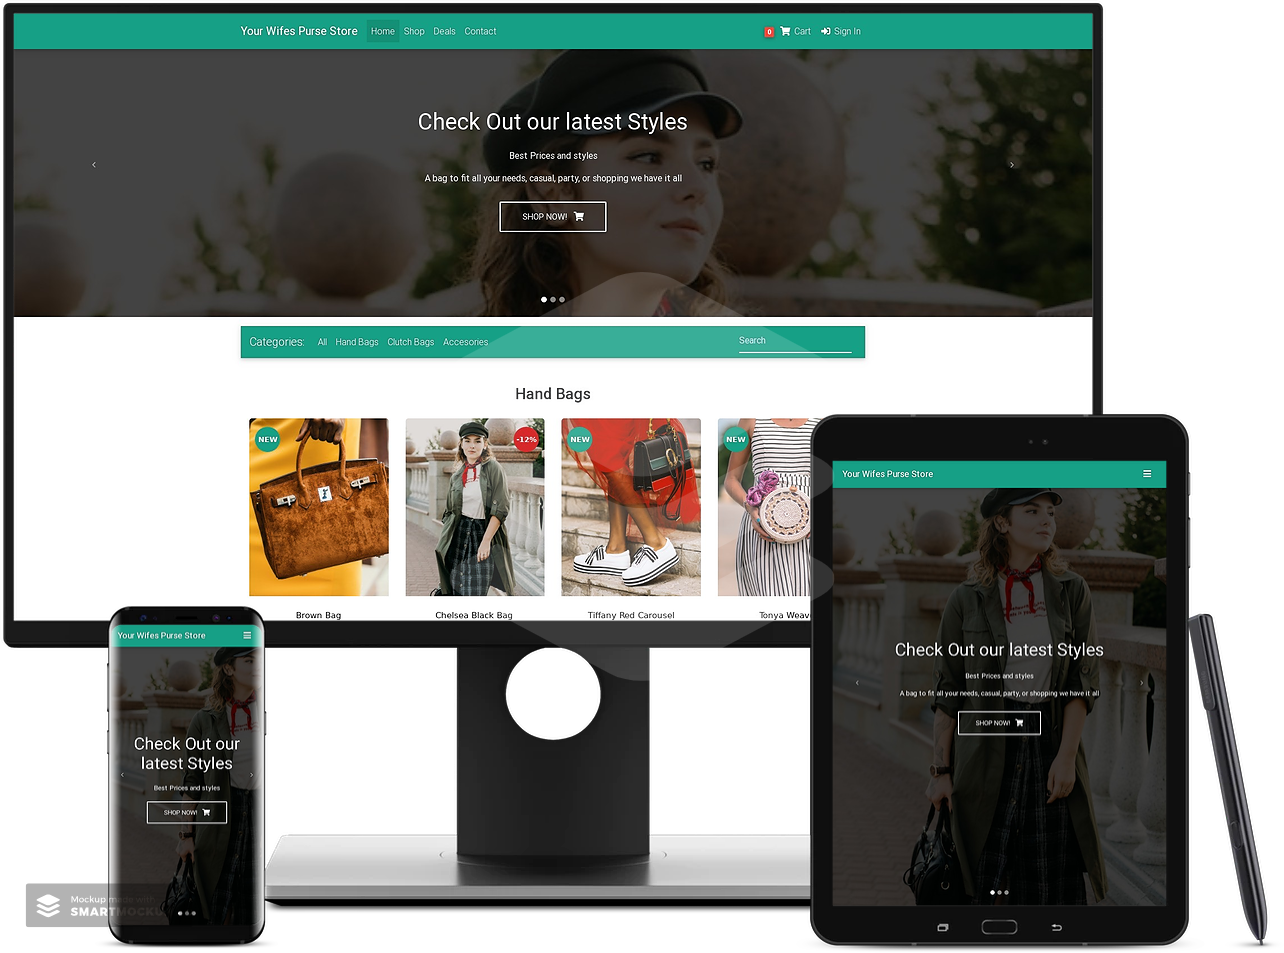 Your Wifes Purse Store Home Shop Deals Contact 0 Cart Sign In
Check Out our latest Styles
Best Prices and styles
A bag to fit all your needs, casual, party, or shopping we have it all
SHOP NOW!
Categories: All Hand Bags Clutch Bags Accesories Search
Hand Bags
NEW
-12%
NEW
NEW
Brown Bag
Chelsea Black Bag
Tiffany Red Carousel
Tonya
Your Wifes Purse Store
Check Out our latest Styles
Best Prices and styles
A bag to fit all your needs, casual, party, or shopping we have it all
SHOP NOW!
Your Wifes Purse Store
Check Out our
latest Styles
Best Prices and styles
SHOP NOW!
Mockup made with